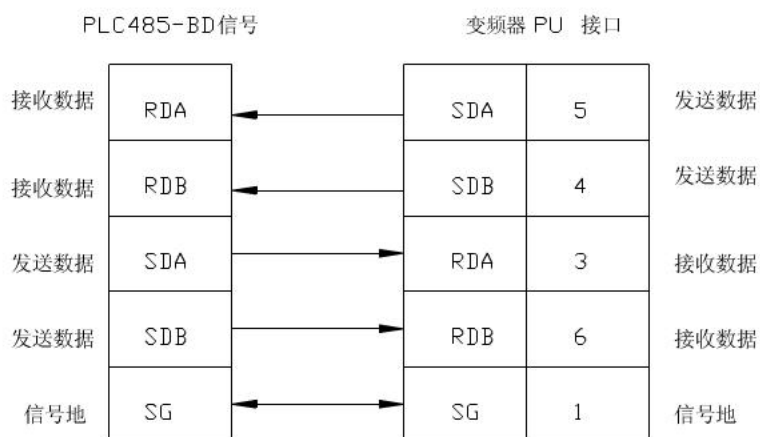 PLC485-BD信号 变频器 PU 接口
接收数据 RDA SDA 5 发送数据
接收数据 RDB SDB 4 发送数据
发送数据 SDA RDA 3 接收数据
发送数据 SDB RDB 6 接收数据
信号地 SG SG 1 信号地